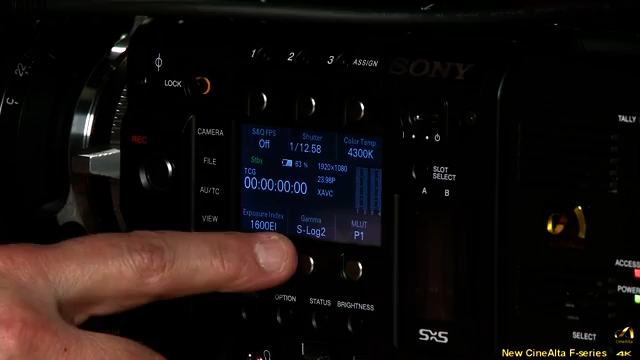 1 2 3 ASSIGN
SONY
LOCK
TALLY
REC
CAMERA
S&Q FPS Shutter Color Temp
Off 1/12.58 4300K
FILE
Stby 63 % 1920×1080
TCG 23.98P
00:00:00:00 XAVC
SLOT
SELECT
A B
AU/TC
VIEW
Exposure Index Gamma MLUT
1600EI S-Log2 P1
ACCESS
POWER
OPTION STATUS BRIGHTNESS
SxS
SELECT
New CineAlta F-series 4K
22
C